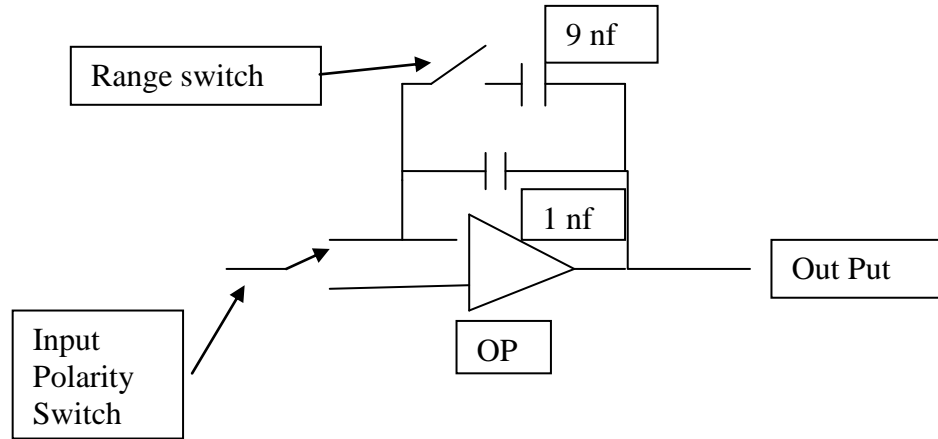 9 nf
Range switch
1 nf
Out Put
OP
Input
Polarity
Switch